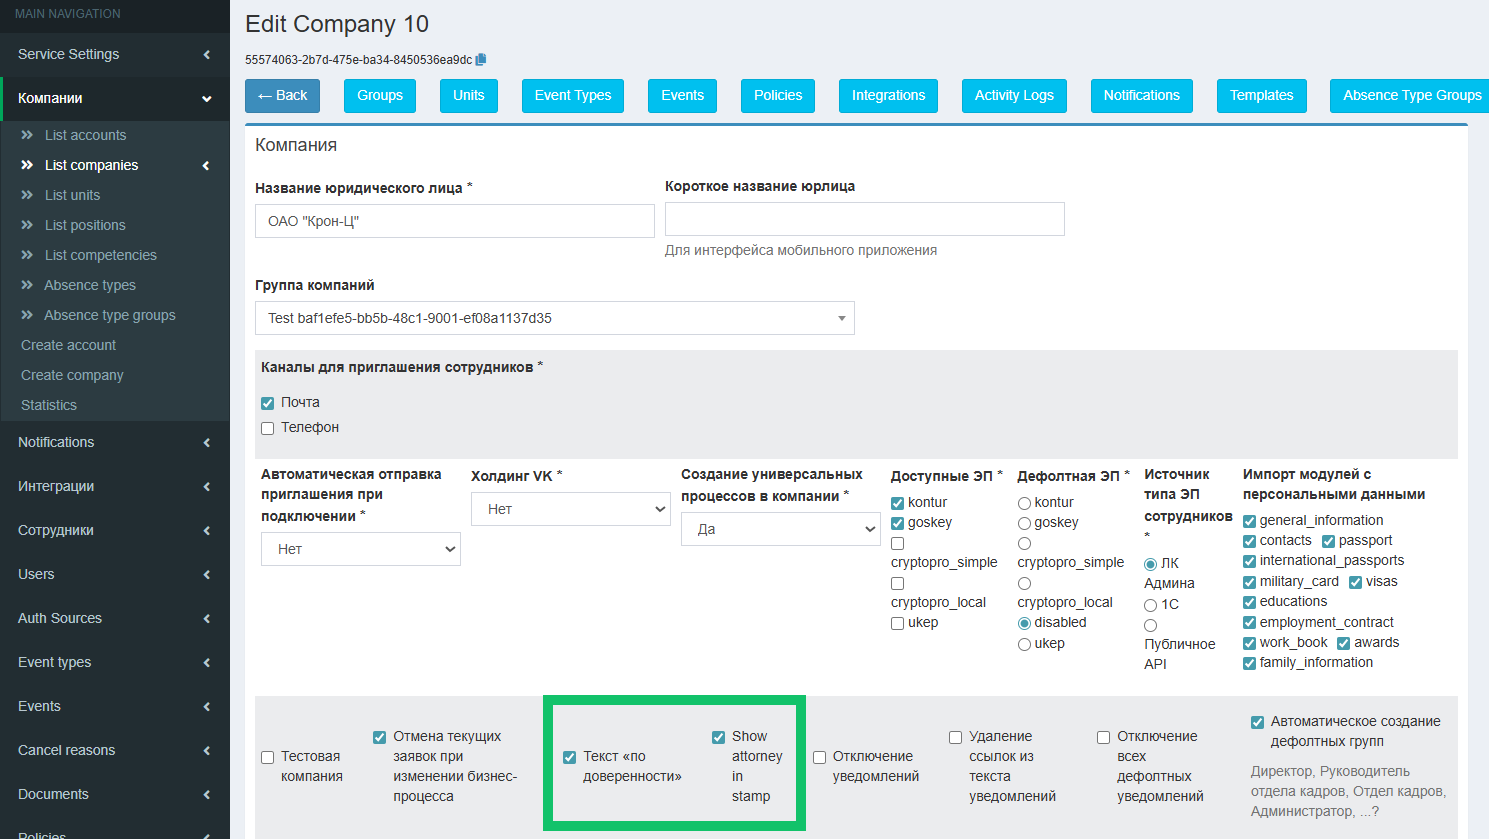 MAIN NAVIGATION
Service Settings
Компании
List accounts
List companies
List units
List positions
List competencies
Absence types
Absence type groups
Create account
Create company
Statistics
Notifications
Интеграции
Сотрудники
Users
Auth Sources
Event types
Events
Cancel reasons
Documents
Policies
Edit Company 10
55574063-2b7d-475e-ba34-8450536ea9dc
← Back
Groups
Units
Event Types
Events
Policies
Integrations
Activity Logs
Notifications
Templates
Absence Type Groups
Компания
Название юридического лица *
ОАО "Крон-Ц"
Короткое название юрлица
Для интерфейса мобильного приложения
Группа компаний
Test baf1efe5-bb5b-48c1-9001-ef08a1137d35
Каналы для приглашения сотрудников *
Почта
Телефон
Автоматическая отправка
приглашения при
подключении *
Нет
Холдинг VK *
Нет
Создание универсальных
процессов в компании *
Да
Доступные ЭП *
kontur
goskey
cryptopro_simple
cryptopro_local
ukep
Дефолтная ЭП *
kontur
goskey
cryptopro_simple
cryptopro_local
disabled
ukep
Источник
типа ЭП
сотрудников
*
ЛК
Админа
1С
Публичное
API
Импорт модулей с
персональными данными
general_information
contacts passport
international_passports
military_card visas
educations
employment_contract
work_book awards
family_information
Тестовая
компания
Отмена текущих
заявок при
изменении бизнес-
процесса
Текст «по
доверенности»
Show
attorney
in
stamp
Отключение
уведомлений
Удаление
ссылок из
текста
уведомлений
Отключение
всех
дефолтных
уведомлений
Автоматическое создание
дефолтных групп
Директор, Руководитель
отдела кадров, Отдел кадров,
Администратор, ...?